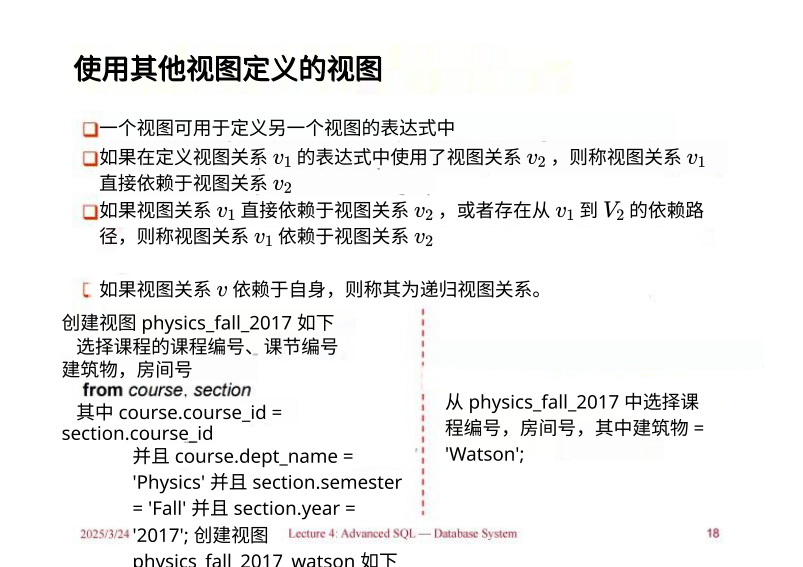 使用其他视图定义的视图
一个视图可用于定义另一个视图的表达式中
如果在定义视图关系 v₁ 的表达式中使用了视图关系 v₂ ，则称视图关系 v₁
直接依赖于视图关系 v₂
如果视图关系 v₁ 直接依赖于视图关系 v₂ ，或者存在从 v₁ 到 V₂ 的依赖路
径，则称视图关系 v₁ 依赖于视图关系 v₂
如果视图关系 v 依赖于自身，则称其为递归视图关系。
创建视图 physics_fall_2017 如下
选择课程的课程编号、课节编号
建筑物，房间号
from course, section
其中 course.course_id =
section.course_id
并且 course.dept_name =
'Physics' 并且 section.semester
= 'Fall' 并且 section.year =
'2017'; 创建视图
physics_fall_2017_watson 如下
从 physics_fall_2017 中选择课
程编号，房间号，其中建筑物 =
'Watson';
2025/3/24
Lecture 4: Advanced SQL — Database System
18